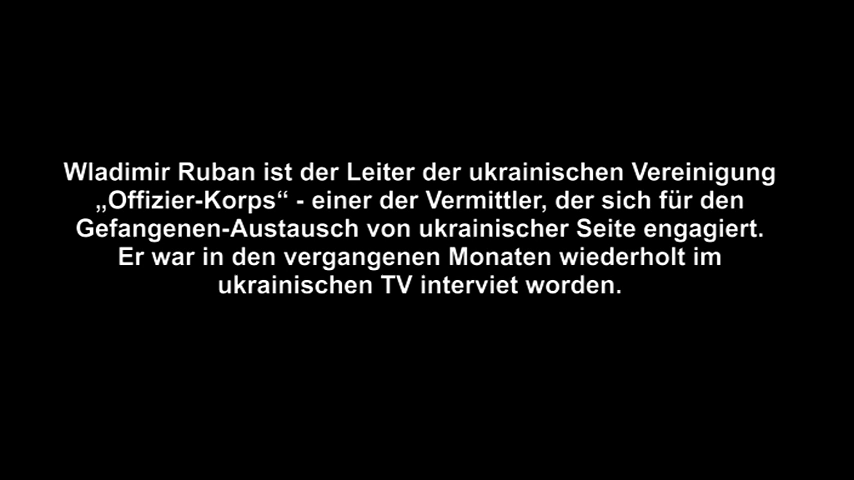 Wladimir Ruban ist der Leiter der ukrainischen Vereinigung
„Offizier-Korps“ - einer der Vermittler, der sich für den
Gefangenen-Austausch von ukrainischer Seite engagiert.
Er war in den vergangenen Monaten wiederholt im
ukrainischen TV interviet worden.